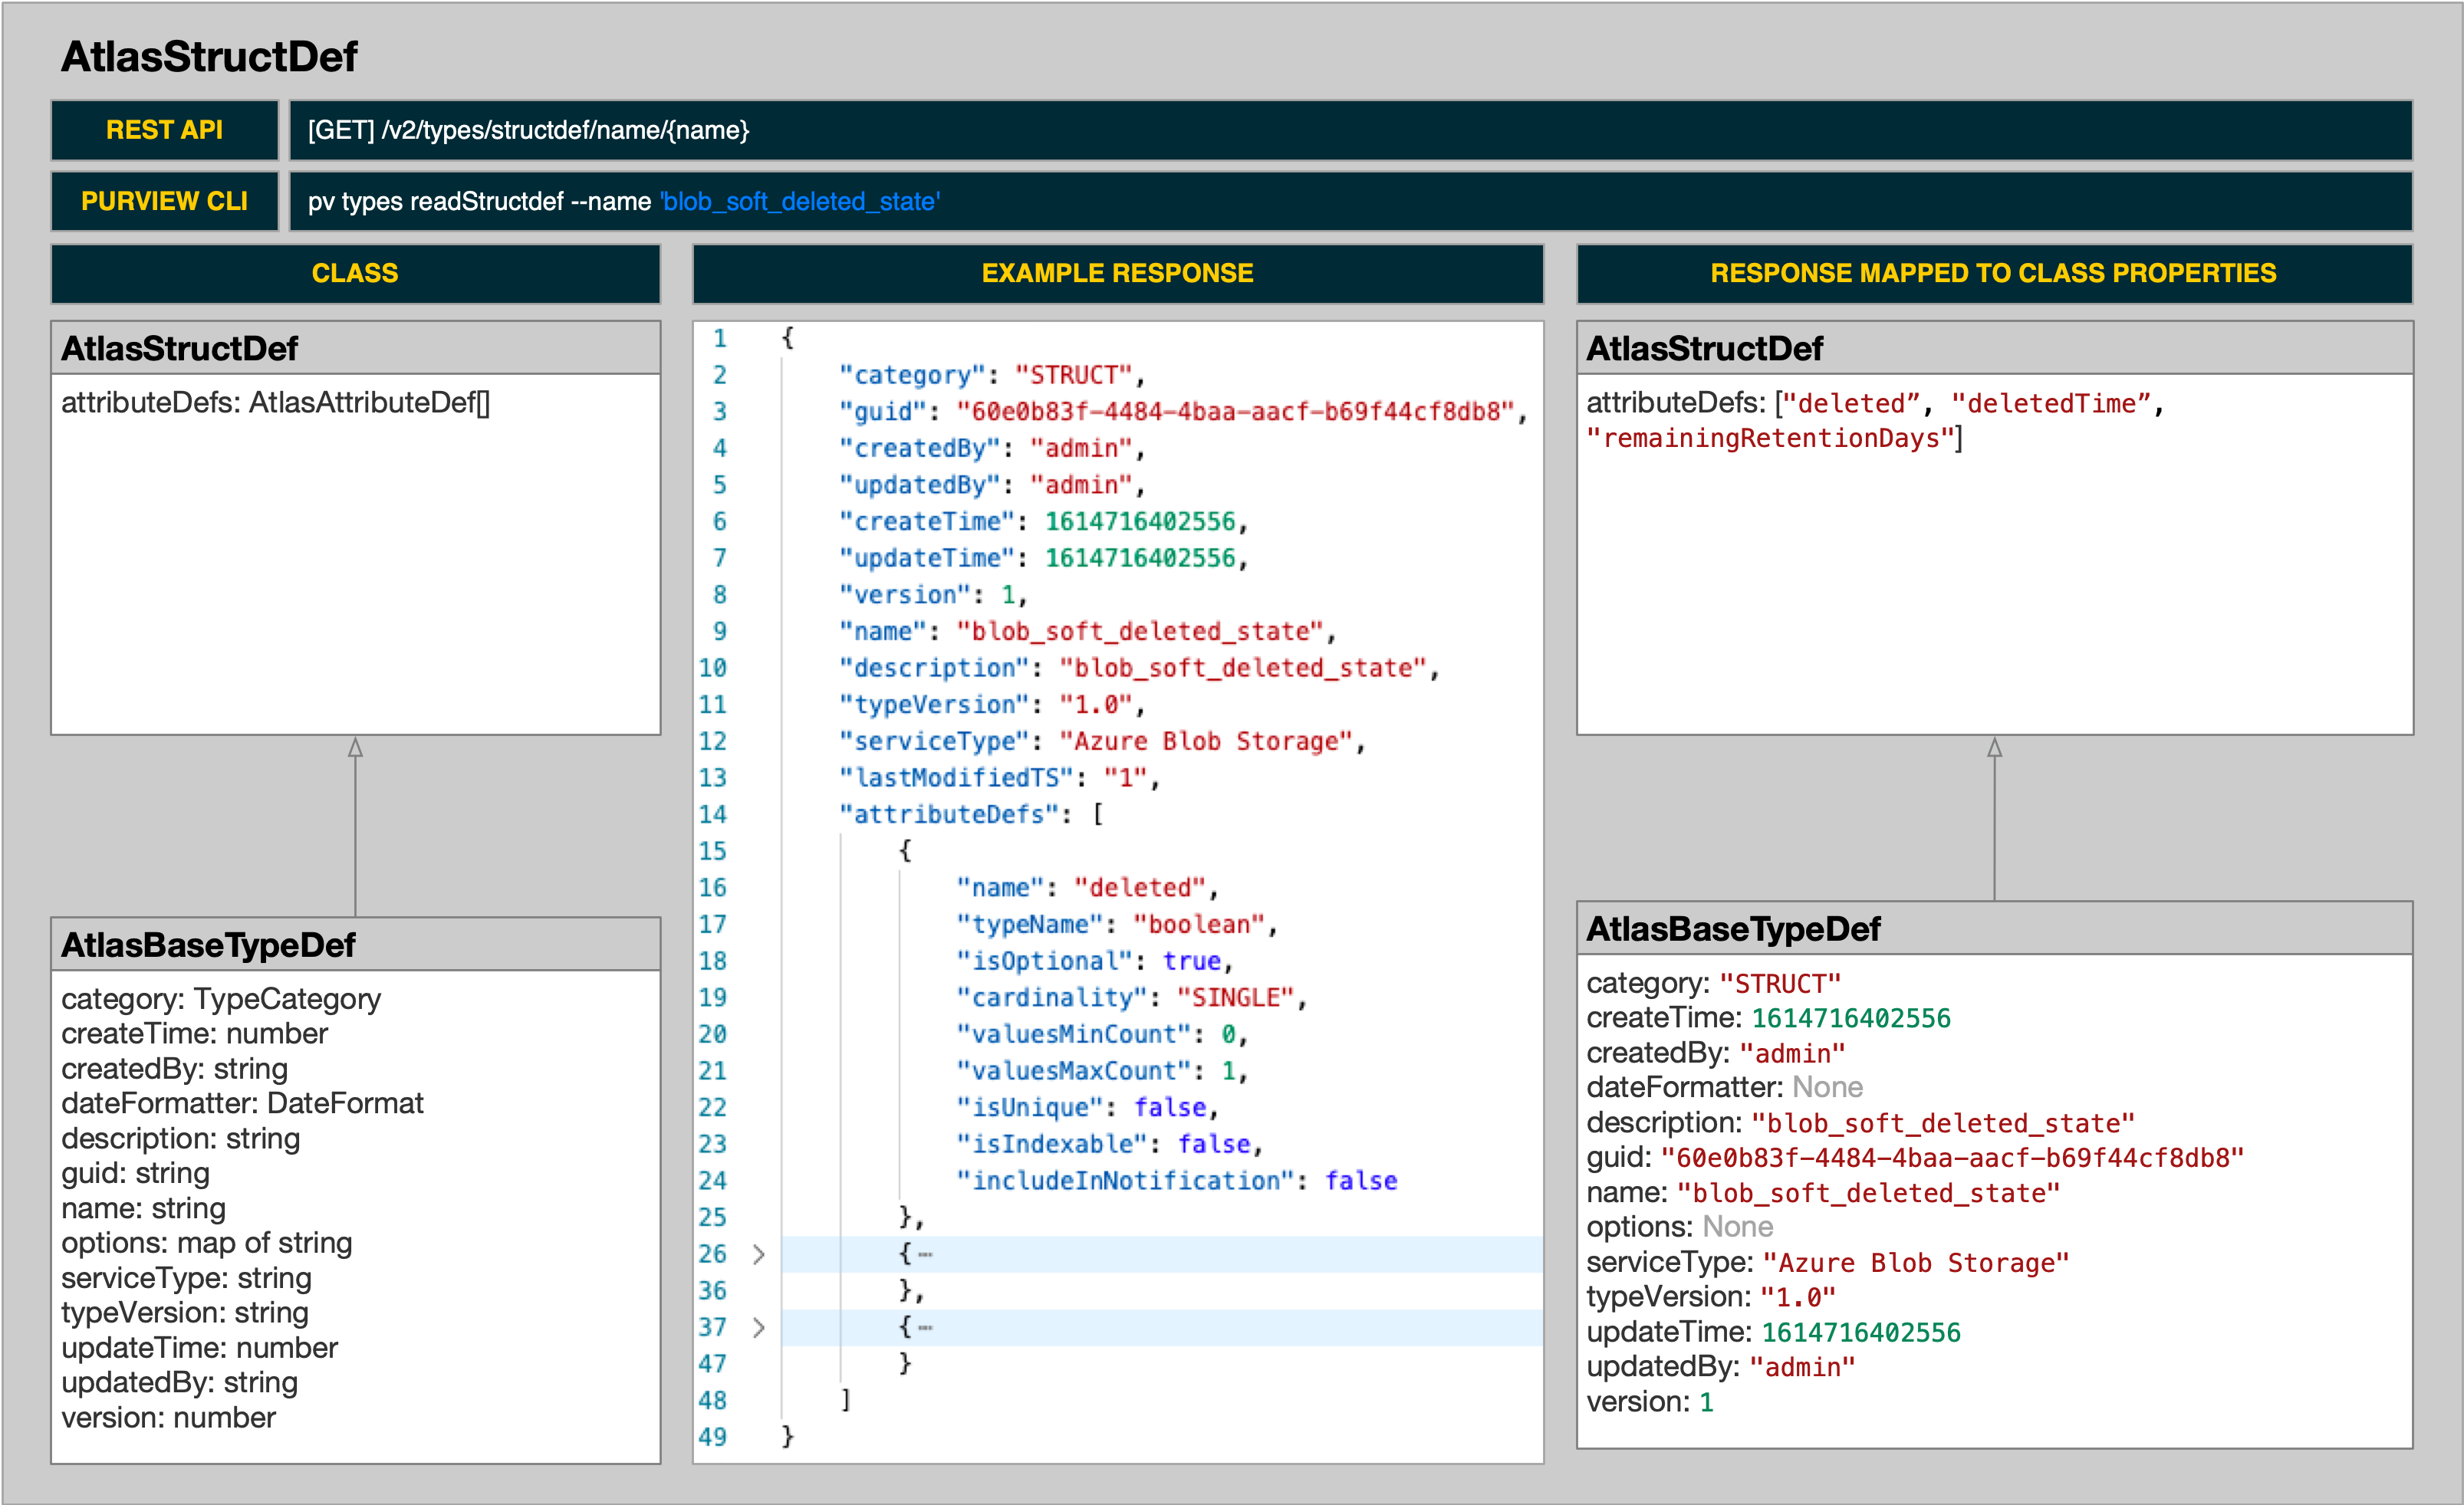 AtlasStructDef
REST API
[GET] /v2/types/structdef/name/{name}
PURVIEW CLI
pv types readStructdef --name 'blob_soft_deleted_state'
CLASS
AtlasStructDef
attributeDefs: AtlasAttributeDef[]
AtlasBaseTypeDef
category: TypeCategory
createTime: number
createdBy: string
dateFormatter: DateFormat
description: string
guid: string
name: string
options: map of string
serviceType: string
typeVersion: string
updateTime: number
updatedBy: string
version: number
EXAMPLE RESPONSE
1 {
2 "category": "STRUCT",
3 "guid": "60e0b83f-4484-4baa-aacf-b69f44cf8db8",
4 "createdBy": "admin",
5 "updatedBy": "admin",
6 "createTime": 1614716402556,
7 "updateTime": 1614716402556,
8 "version": 1,
9 "name": "blob_soft_deleted_state",
10 "description": "blob_soft_deleted_state",
11 "typeVersion": "1.0",
12 "serviceType": "Azure Blob Storage",
13 "lastModifiedTS": "1",
14 "attributeDefs": [
15 {
16 "name": "deleted",
17 "typeName": "boolean",
18 "isOptional": true,
19 "cardinality": "SINGLE",
20 "valuesMinCount": 0,
21 "valuesMaxCount": 1,
22 "isUnique": false,
23 "isIndexable": false,
24 "includeInNotification": false
25 },
26 > { ⋯
36 },
37 > { ⋯
47 }
48 ]
49 }
RESPONSE MAPPED TO CLASS PROPERTIES
AtlasStructDef
attributeDefs: ["deleted”, "deletedTime”,
"remainingRetentionDays"]
AtlasBaseTypeDef
category: "STRUCT"
createTime: 1614716402556
createdBy: "admin"
dateFormatter: None
description: "blob_soft_deleted_state"
guid: "60e0b83f-4484-4baa-aacf-b69f44cf8db8"
name: "blob_soft_deleted_state"
options: None
serviceType: "Azure Blob Storage"
typeVersion: "1.0"
updateTime: 1614716402556
updatedBy: "admin"
version: 1